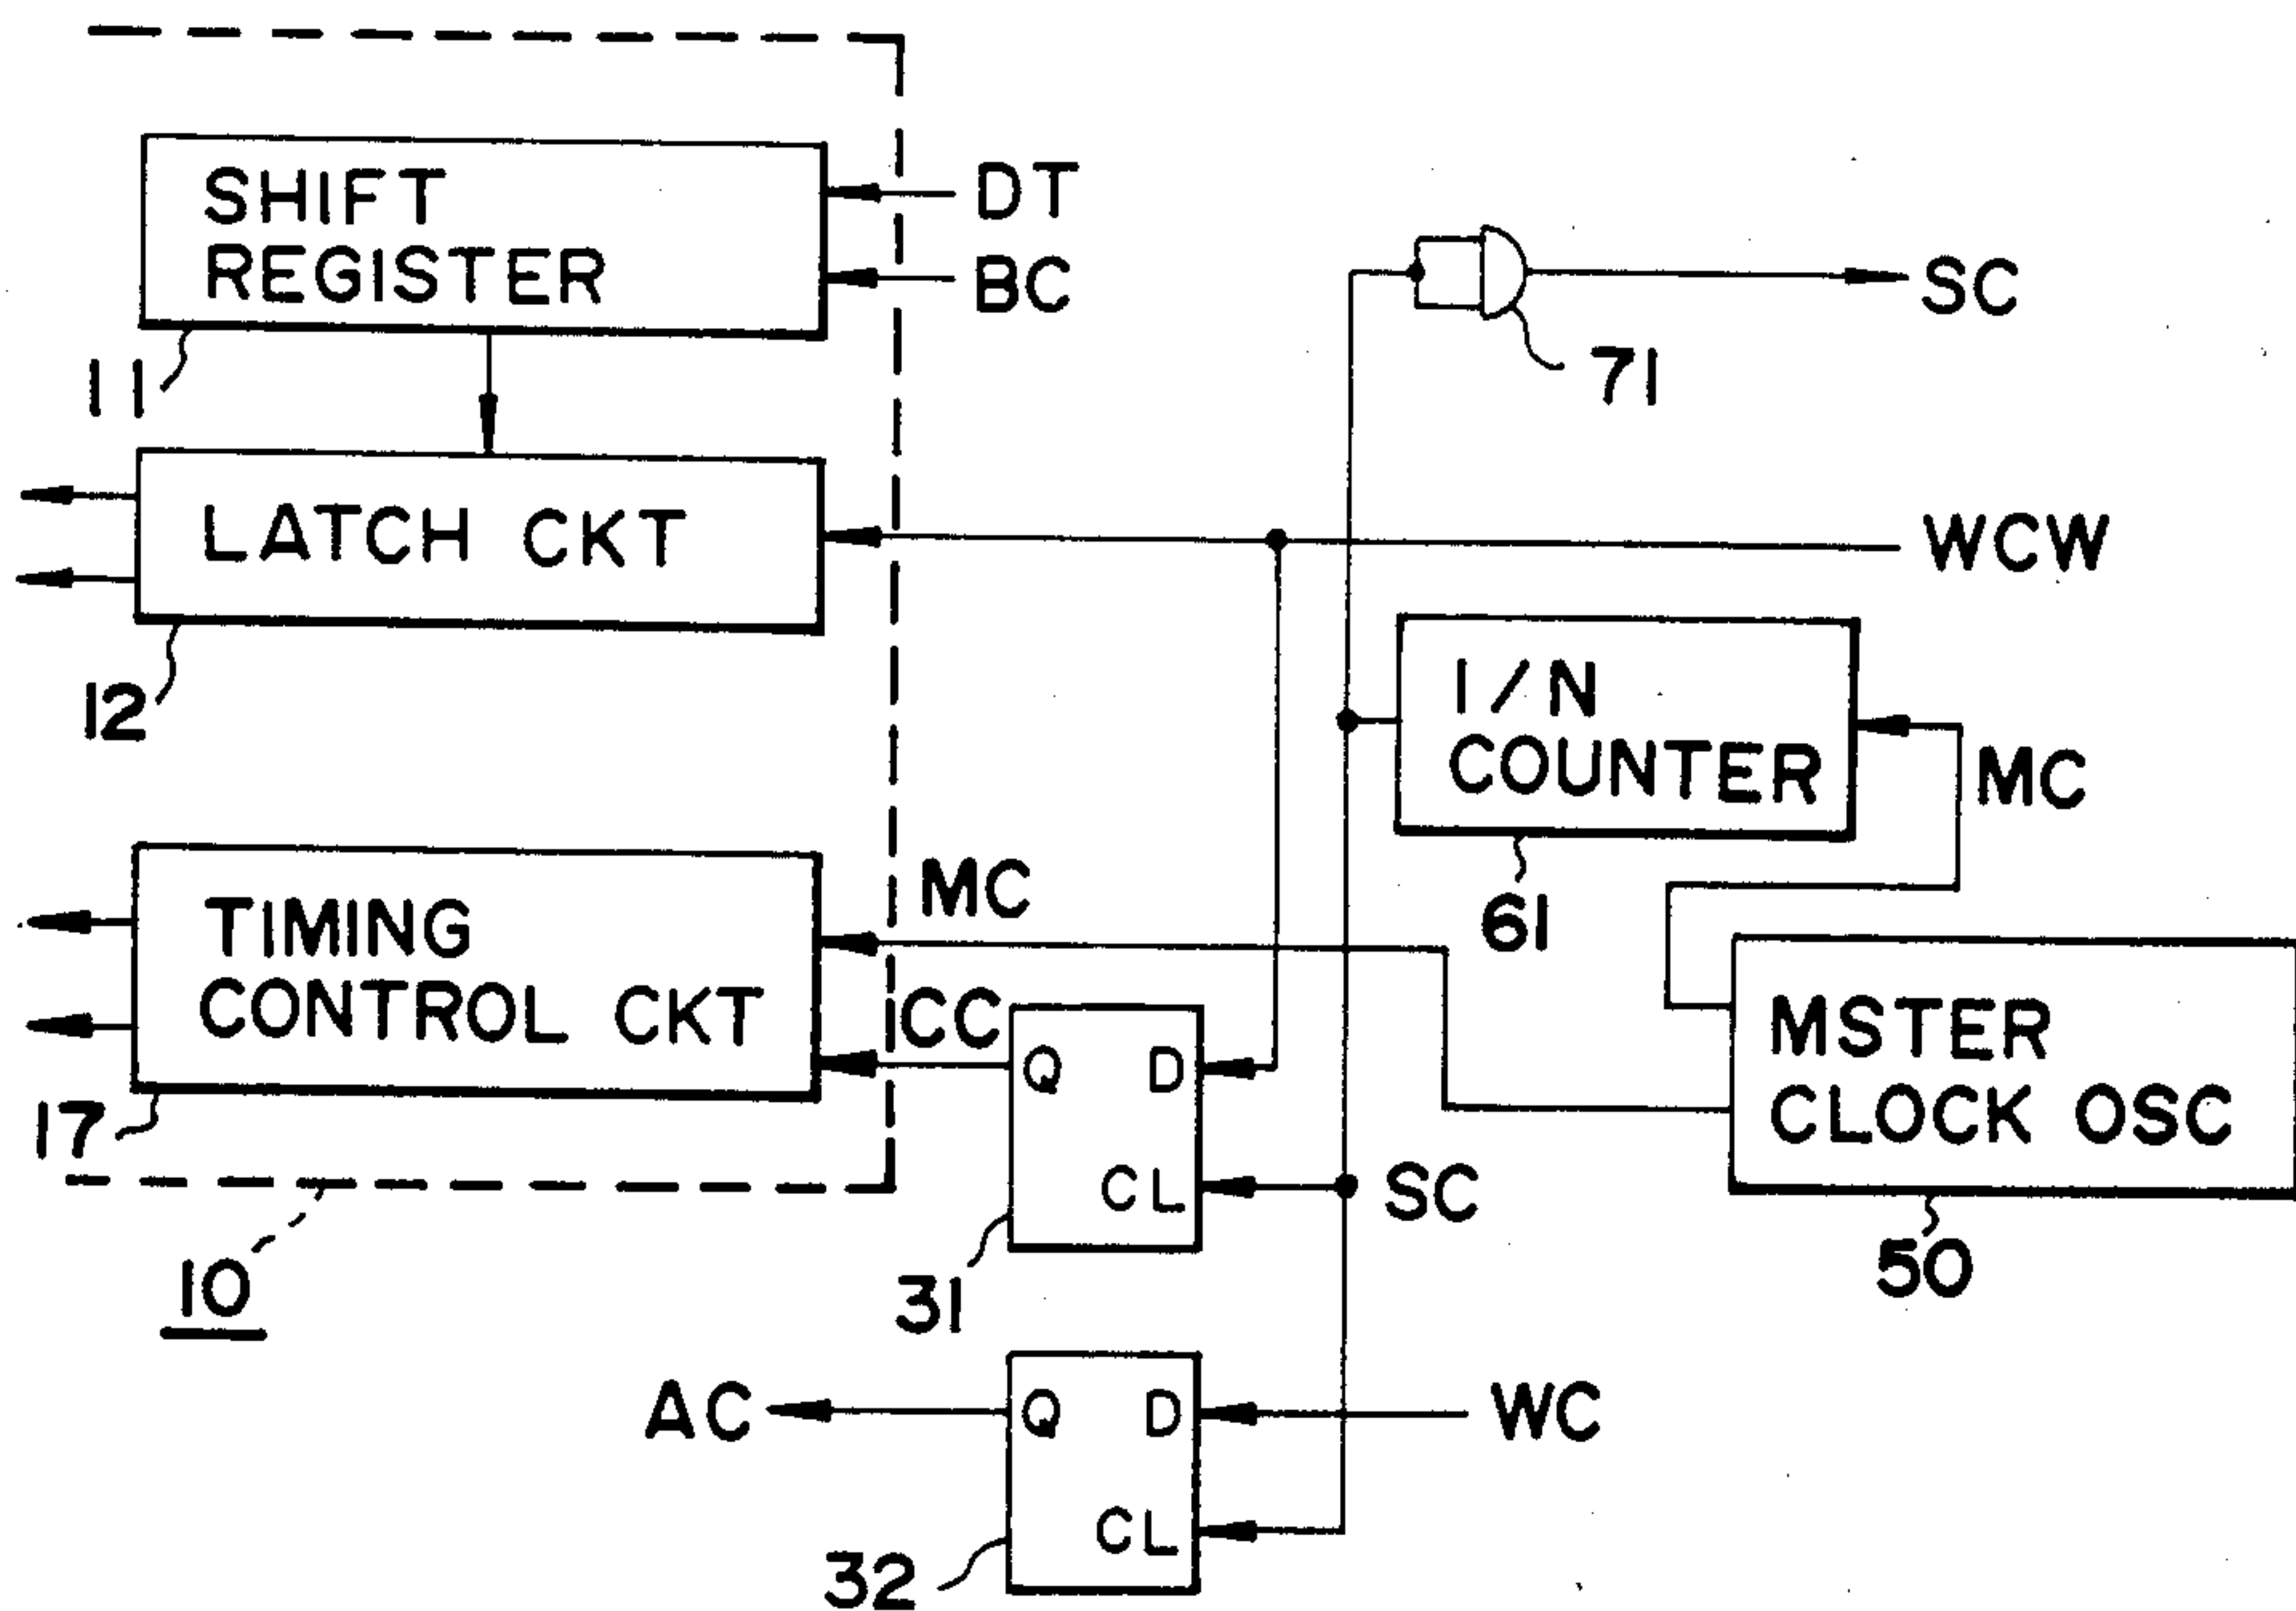 SHIFT
REGISTER
DT
BC
11
SC
71
LATCH CKT
WCW
12
1/N
COUNTER
MC
61
MC
TIMING
CONTROL CKT
CC
17
Q
D
CL
31
SC
MSTER
CLOCK OSC
50
10
AC
Q
D
CL
WC
32